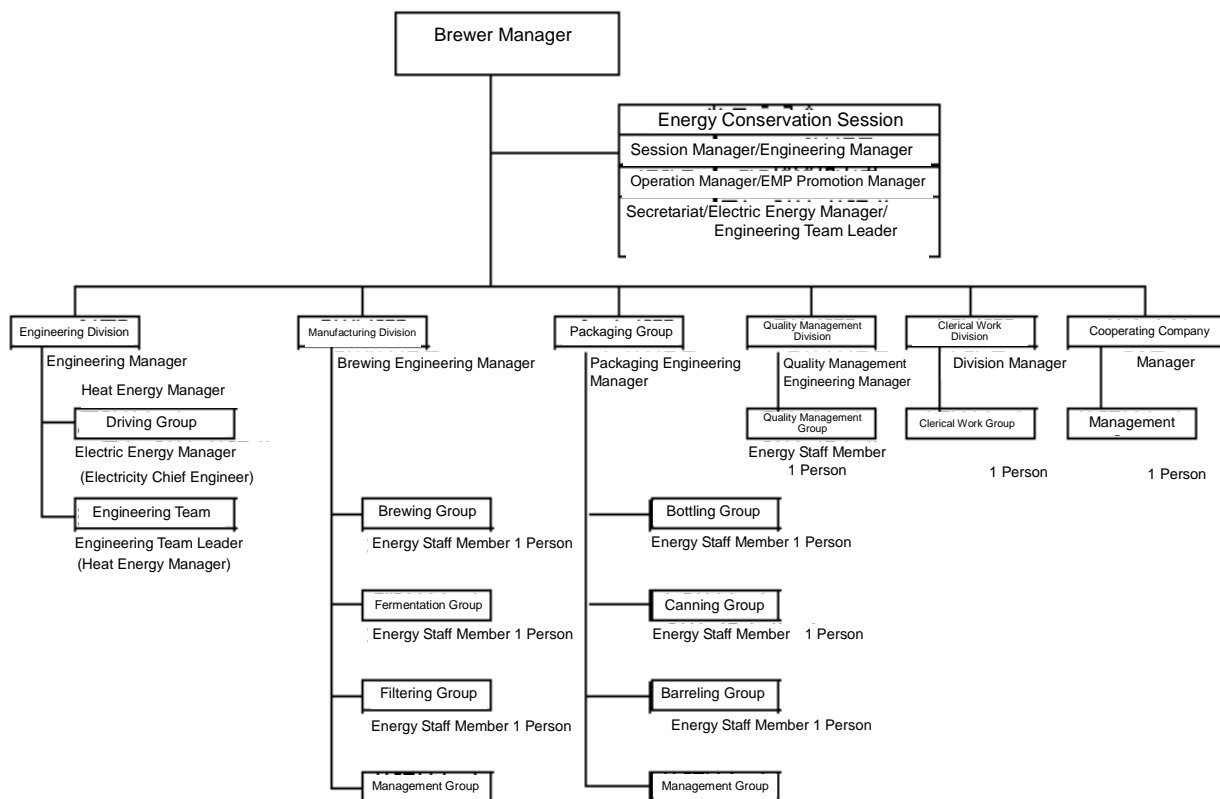 Brewer Manager
Energy Conservation Session
Session Manager/Engineering Manager
Operation Manager/EMP Promotion Manager
Secretariat/Electric Energy Manager/
Engineering Team Leader
Engineering Division
Engineering Manager
Heat Energy Manager
Driving Group
Electric Energy Manager
(Electricity Chief Engineer)
Engineering Team
Engineering Team Leader
(Heat Energy Manager)
Manufacturing Division
Brewing Engineering Manager
Brewing Group
Energy Staff Member 1 Person
Fermentation Group
Energy Staff Member 1 Person
Filtering Group
Energy Staff Member 1 Person
Management Group
Packaging Group
Packaging Engineering
Manager
Bottling Group
Energy Staff Member 1 Person
Canning Group
Energy Staff Member 1 Person
Barreling Group
Energy Staff Member 1 Person
Management Group
Quality Management
Division
Quality Management
Engineering Manager
Quality Management
Group
Energy Staff Member
1 Person
Clerical Work
Division
Division Manager
Clerical Work Group
1 Person
Cooperating Company
Manager
Management
1 Person